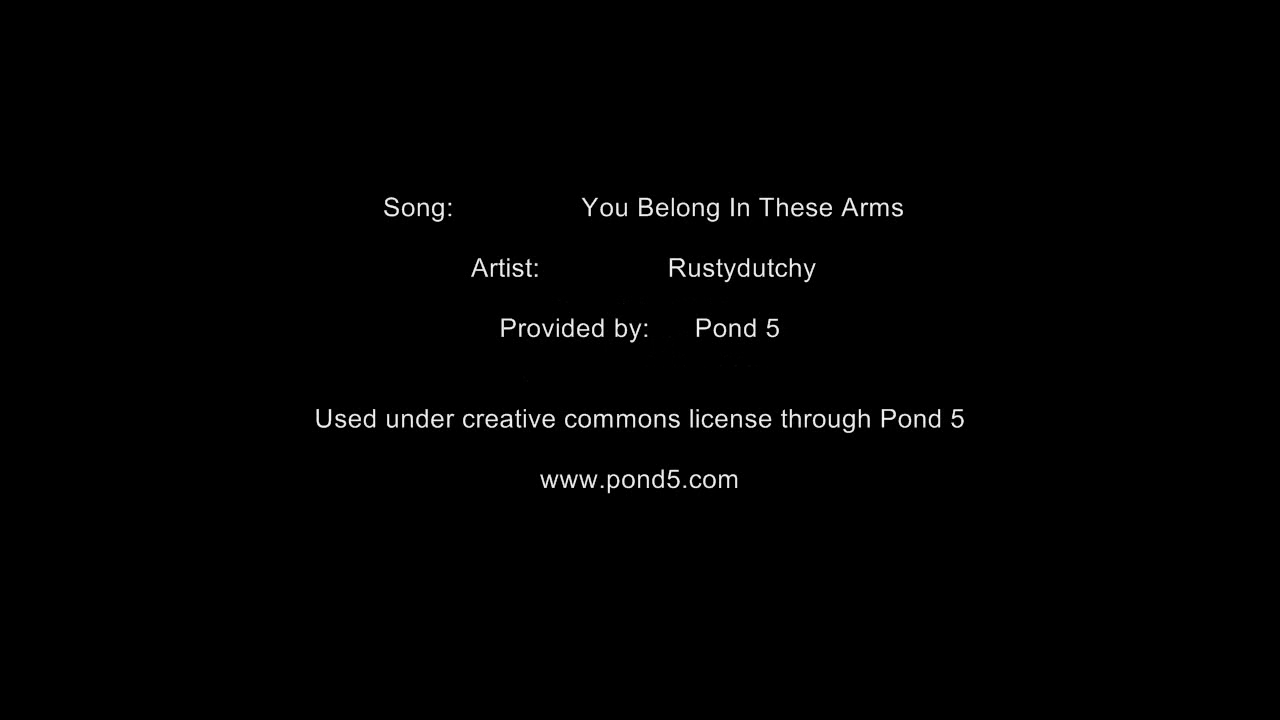 Song: You Belong In These Arms
Artist: Rustydutchy
Provided by: Pond 5
Used under creative commons license through Pond 5
www.pond5.com